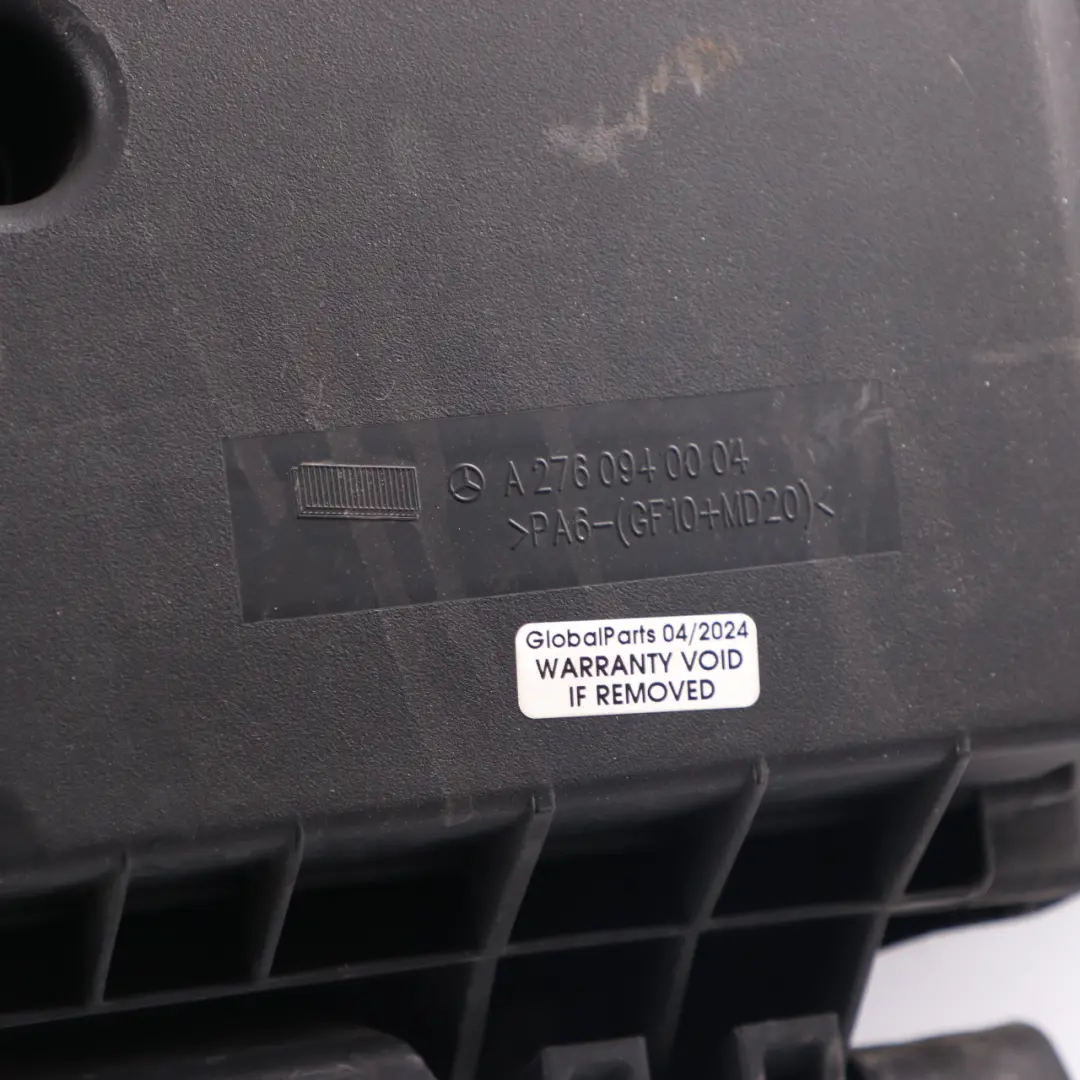 A 276 094 00 04
>PA6-(GF10+MD20)<
GlobalParts 04/2024
WARRANTY VOID
IF REMOVED